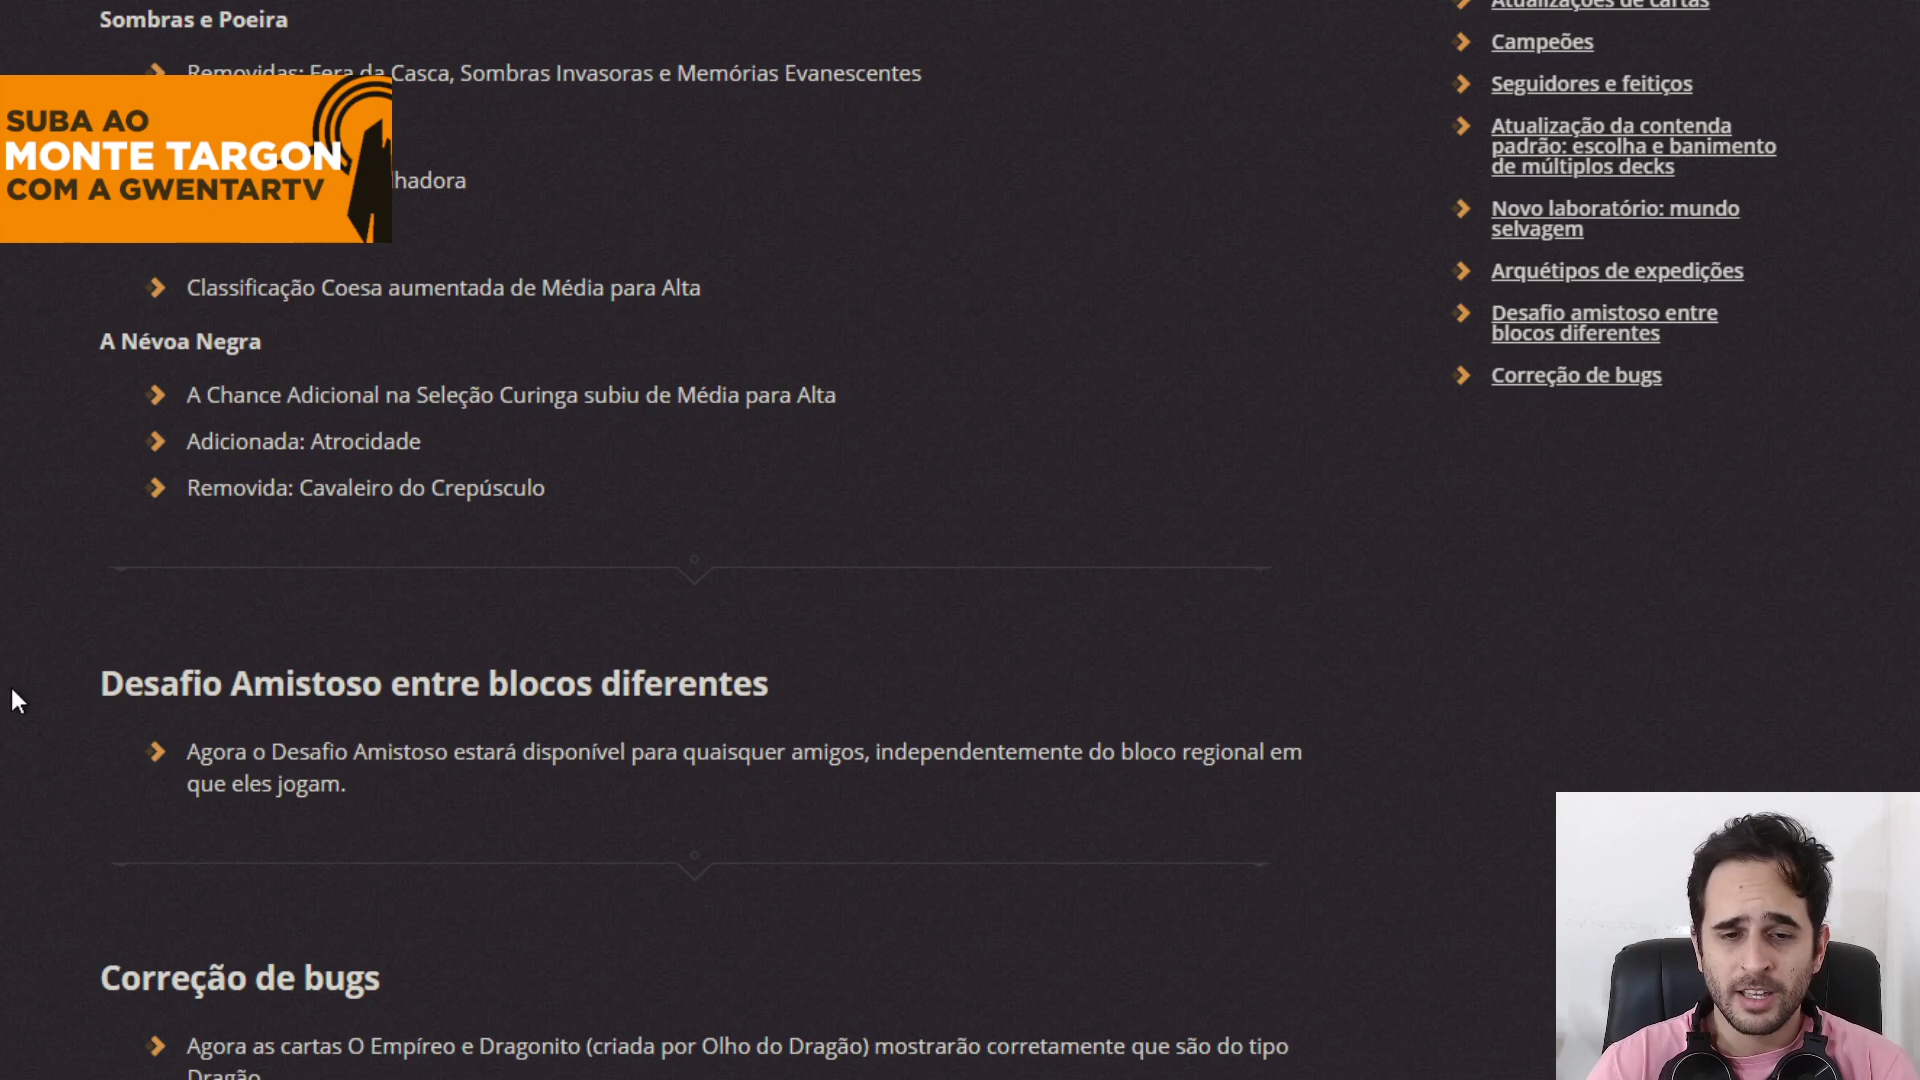 Sombras e Poeira
Removidas: Fera da Casca, Sombras Invasoras e Memórias Evanescentes
SUBA AO
MONTE TARGON
COM A GWENTARTV
lhadora
Classificação Coesa aumentada de Média para Alta
A Névoa Negra
A Chance Adicional na Seleção Curinga subiu de Média para Alta
Adicionada: Atrocidade
Removida: Cavaleiro do Crepúsculo
Desafio Amistoso entre blocos diferentes
Agora o Desafio Amistoso estará disponível para quaisquer amigos, independentemente do bloco regional em
que eles jogam.
Correção de bugs
Agora as cartas O Empíreo e Dragonito (criada por Olho do Dragão) mostrarão corretamente que são do tipo
Dragão
Atualizações de cartas
Campeões
Seguidores e feitiços
Atualização da contenda
padrão: escolha e banimento
de múltiplos decks
Novo laboratório: mundo
selvagem
Arquétipos de expedições
Desafio amistoso entre
blocos diferentes
Correção de bugs